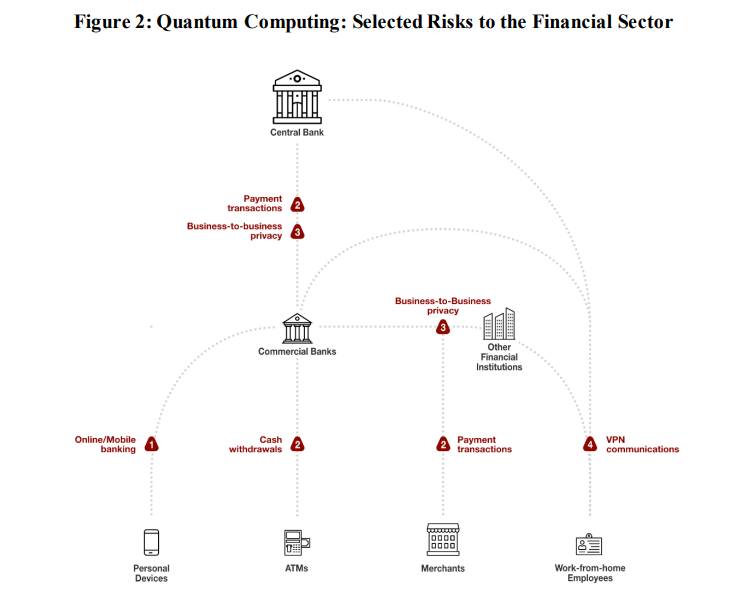 Figure 2: Quantum Computing: Selected Risks to the Financial Sector
Central Bank
Payment
transactions
2
Business-to-business
privacy
3
Business-to-Business
privacy
3
Commercial Banks
Other
Financial
Institutions
Online/Mobile
banking
1
Cash
withdrawals
2
2
Payment
transactions
4
VPN
communications
Personal
Devices
ATMs
Merchants
Work-from-home
Employees